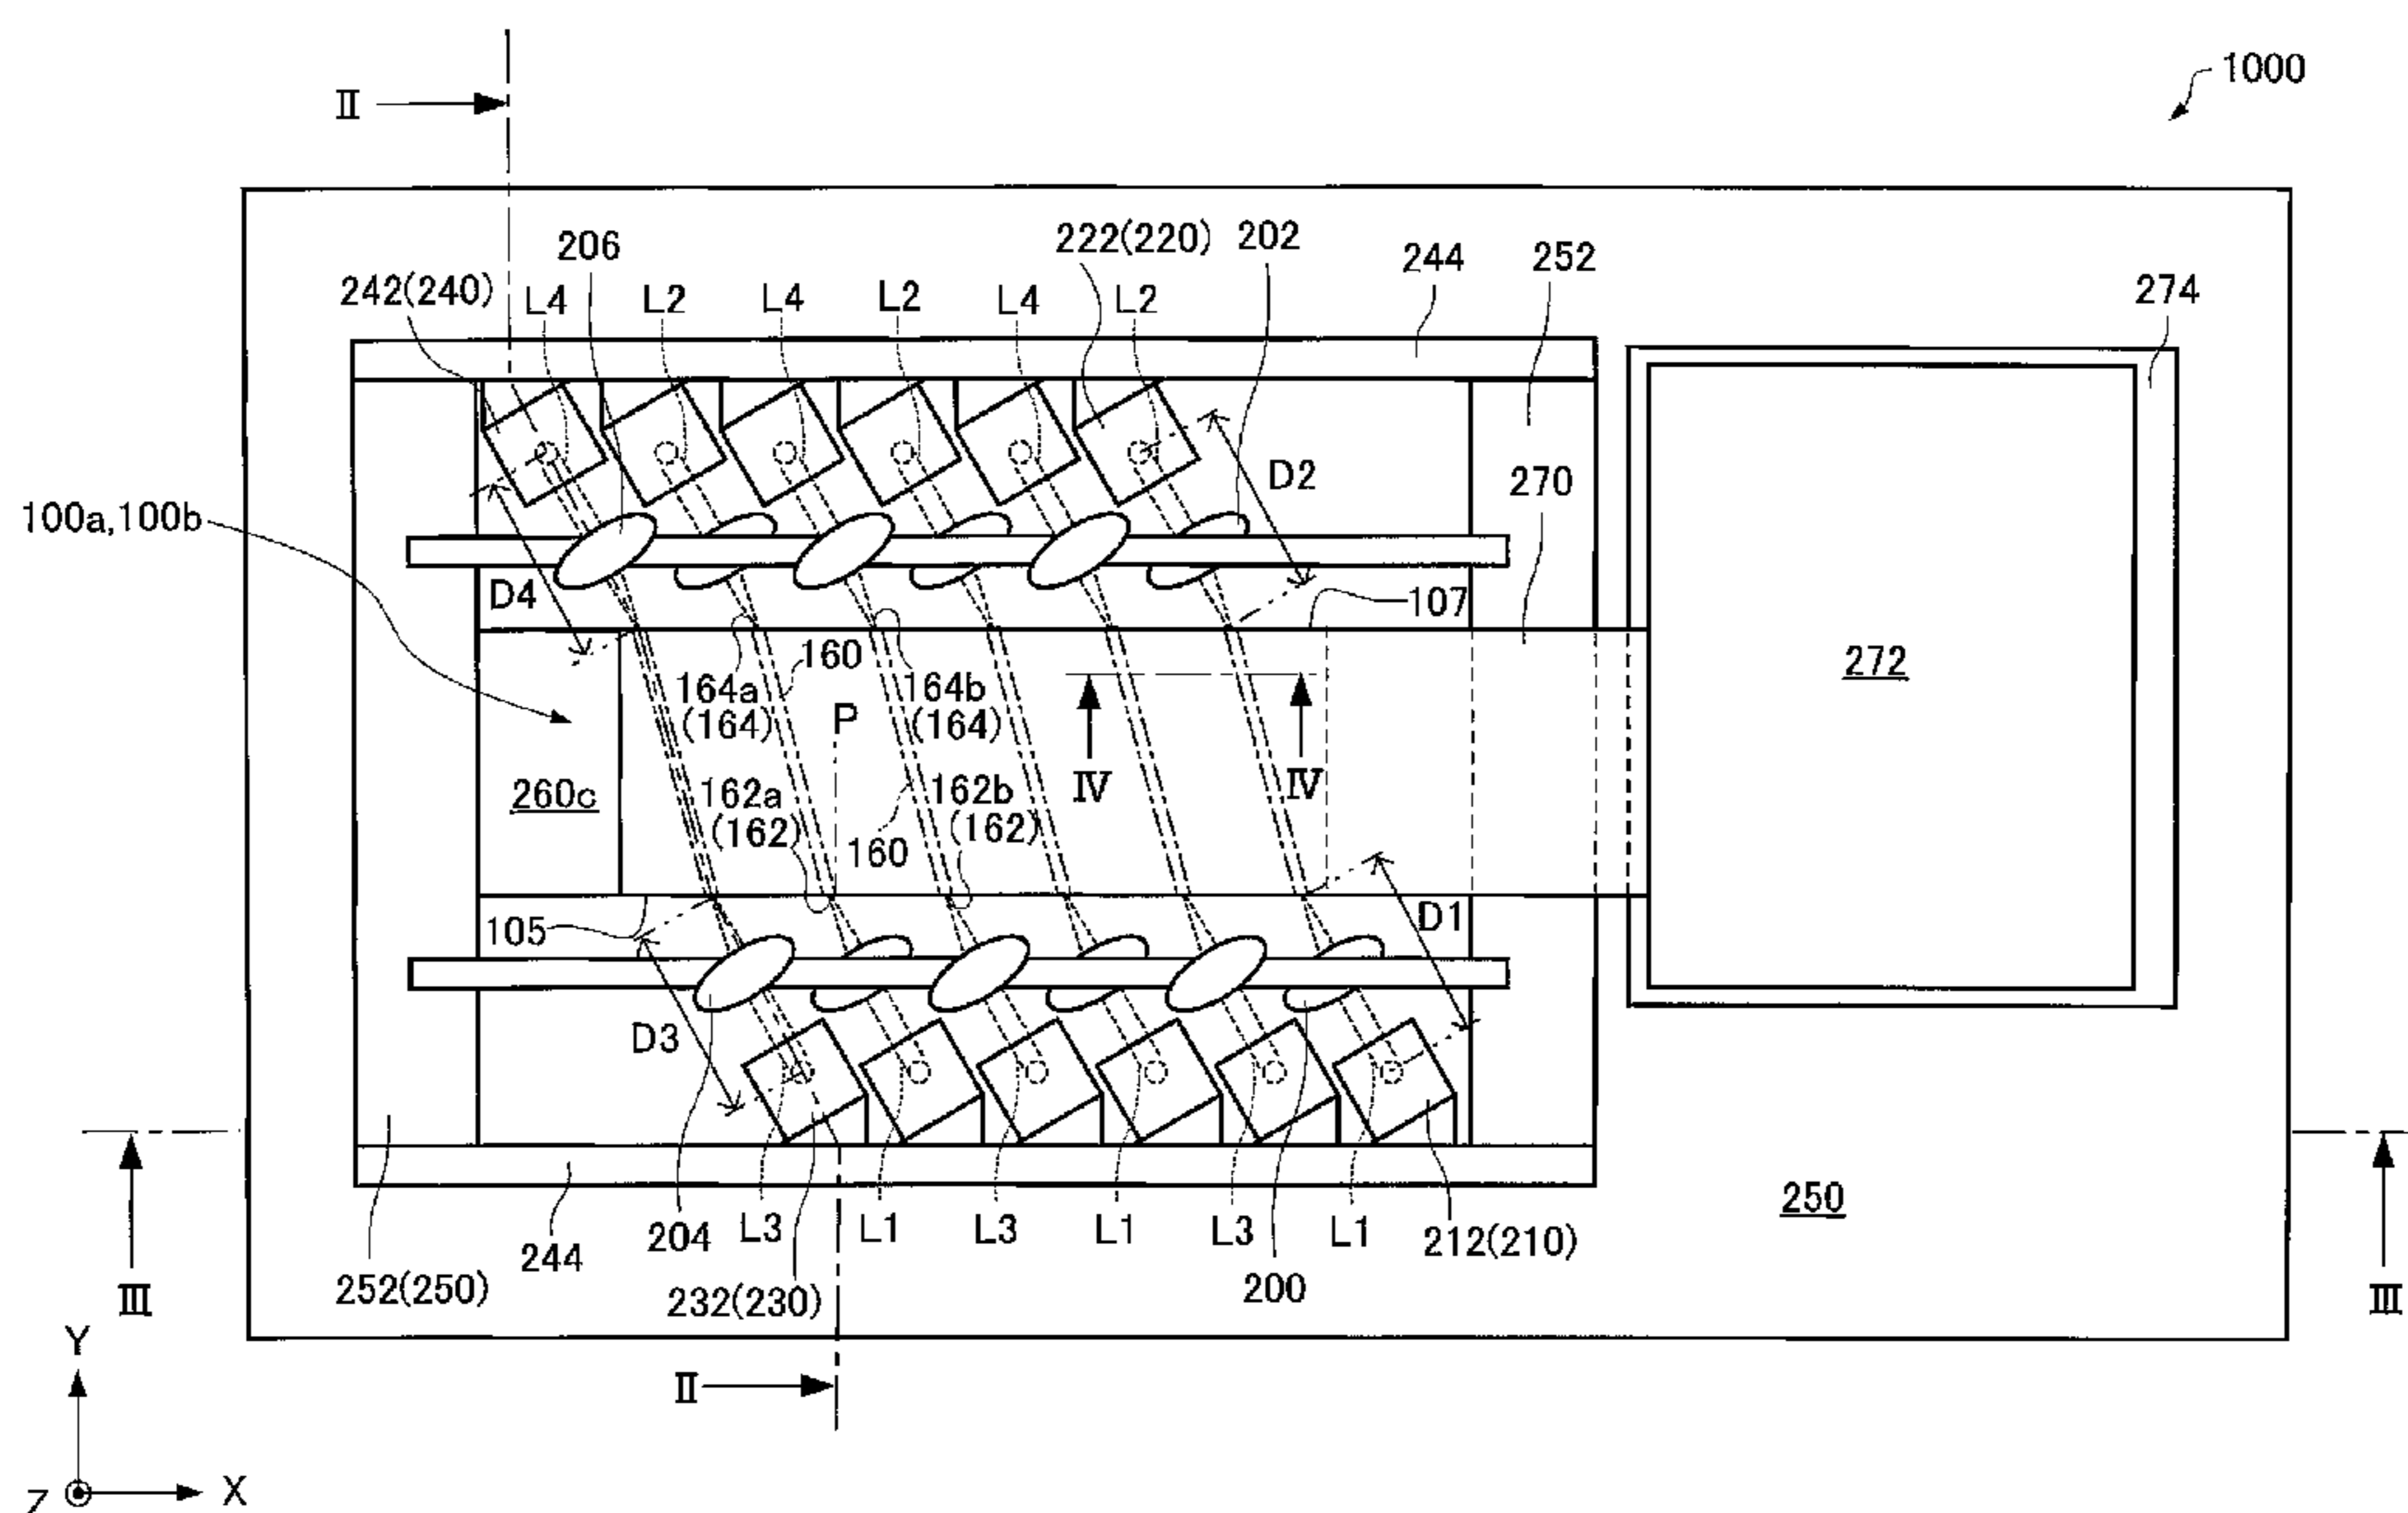 1000
II
206
222(220)
202
244
252
242(240)
L4
L2
L4
L2
L4
L2
274
D2
270
100a,100b
D4
107
160
164a
(164)
164b
(164)
P
272
IV
IV
260c
162a
(162)
162b
(162)
160
105
D1
D3
204
L3
L1
L3
L1
L3
L1
212(210)
250
244
252(250)
232(230)
200
III
III
II
Y
Z
X